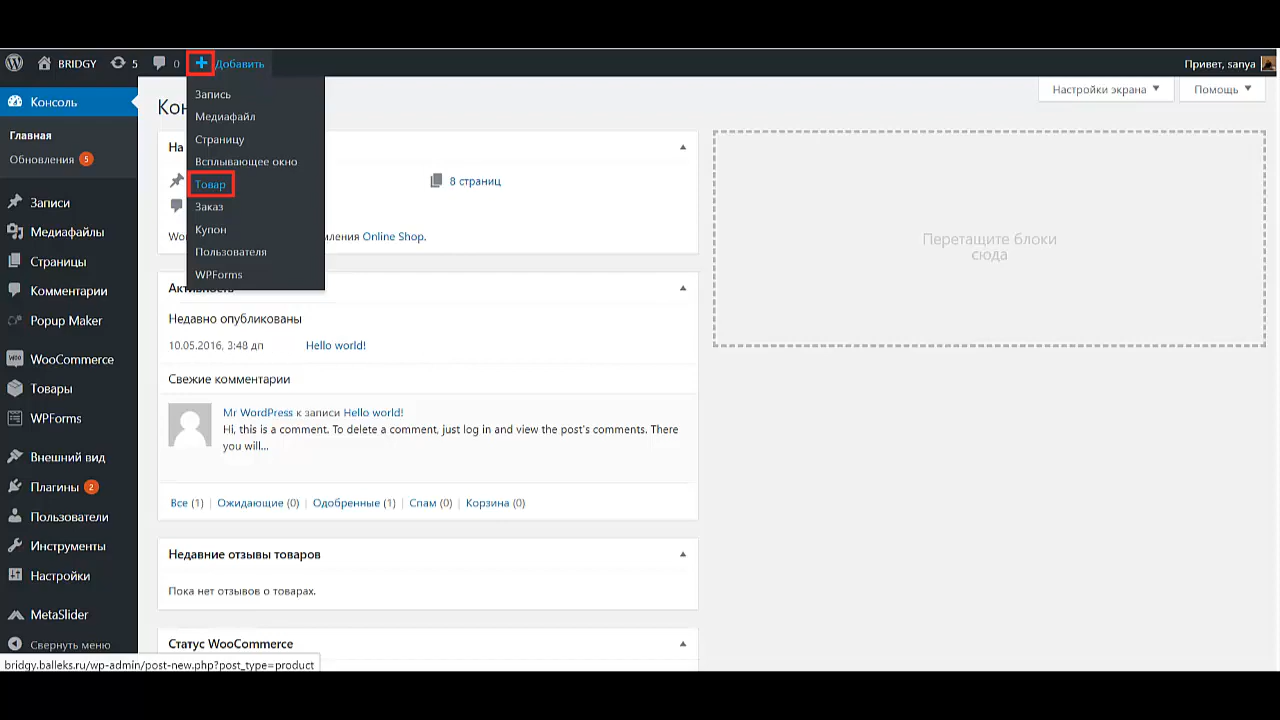 BRIDGY 5 0 Добавить Привет, sanya
Настройки экрана Помощь
Консоль
Главная
Обновления 5
Записи
Медиафайлы
Страницы
Комментарии
Popup Maker
WooCommerce
Товары
WPForms
Внешний вид
Плагины 2
Пользователи
Инструменты
Настройки
MetaSlider
Свернуть меню
Запись
Медиафайл
Страницу
Всплывающее окно
Товар
Заказ
Купон
Пользователя
WPForms
Кон
На
8 страниц
Wor
мления Online Shop.
Активность
Недавно опубликованы
10.05.2016, 3:48 дп Hello world!
Свежие комментарии
Mr WordPress к записи Hello world!
Hi, this is a comment. To delete a comment, just log in and view the post's comments. There
you will...
Все (1) | Ожидающие (0) | Одобренные (1) | Спам (0) | Корзина (0)
Недавние отзывы товаров
Пока нет отзывов о товарах.
Статус WooCommerce
Перетащите блоки
сюда
bridgy.balleks.ru/wp-admin/post-new.php?post_type=product